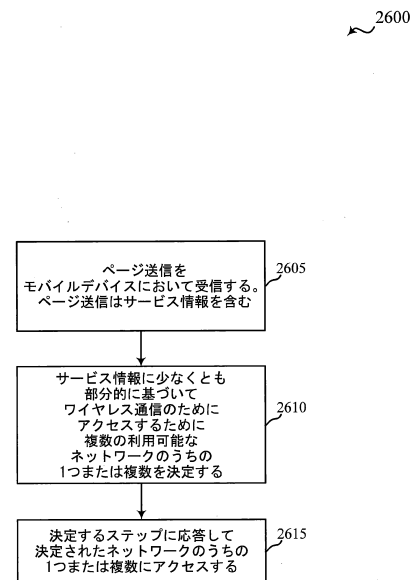 2600
ページ送信を
モバイルデバイスにおいて受信する。
ページ送信はサービス情報を含む
2605
サービス情報に少なくとも
部分的に基づいて
ワイヤレス通信のために
アクセスするために
複数の利用可能な
ネットワークのうちの
1つまたは複数を決定する
2610
決定するステップに応答して
決定されたネットワークのうちの
1つまたは複数にアクセスする
2615